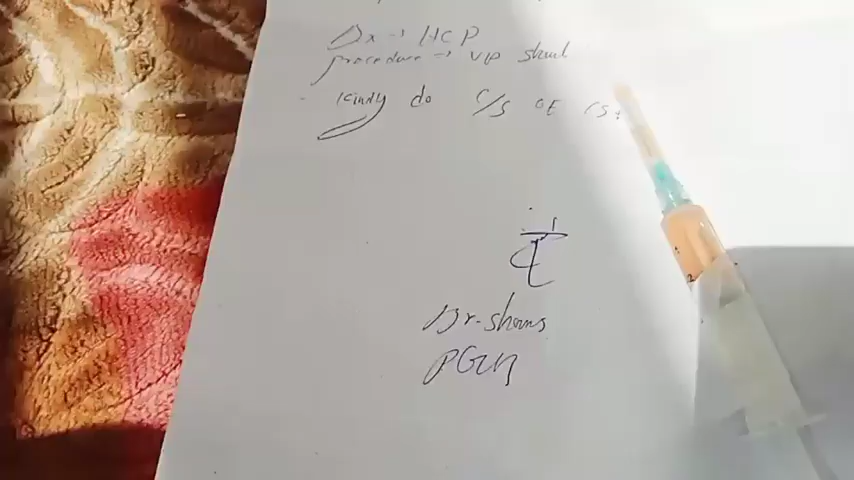 Dx → HCP
procedure → VP shunt
Kindly do C/S OF CSF
Dr. Shams
PGR